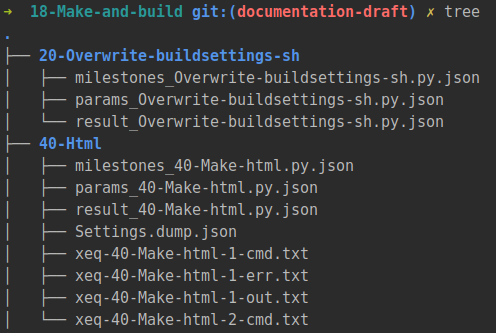 ➜  18-Make-and-build git:(documentation-draft) ✗ tree
.
├── 20-Overwrite-buildsettings-sh
│   ├── milestones_Overwrite-buildsettings-sh.py.json
│   ├── params_Overwrite-buildsettings-sh.py.json
│   └── result_Overwrite-buildsettings-sh.py.json
├── 40-Html
│   ├── milestones_40-Make-html.py.json
│   ├── params_40-Make-html.py.json
│   ├── result_40-Make-html.py.json
│   ├── Settings.dump.json
│   ├── xeq-40-Make-html-1-cmd.txt
│   ├── xeq-40-Make-html-1-err.txt
│   ├── xeq-40-Make-html-1-out.txt
│   └── xeq-40-Make-html-2-cmd.txt